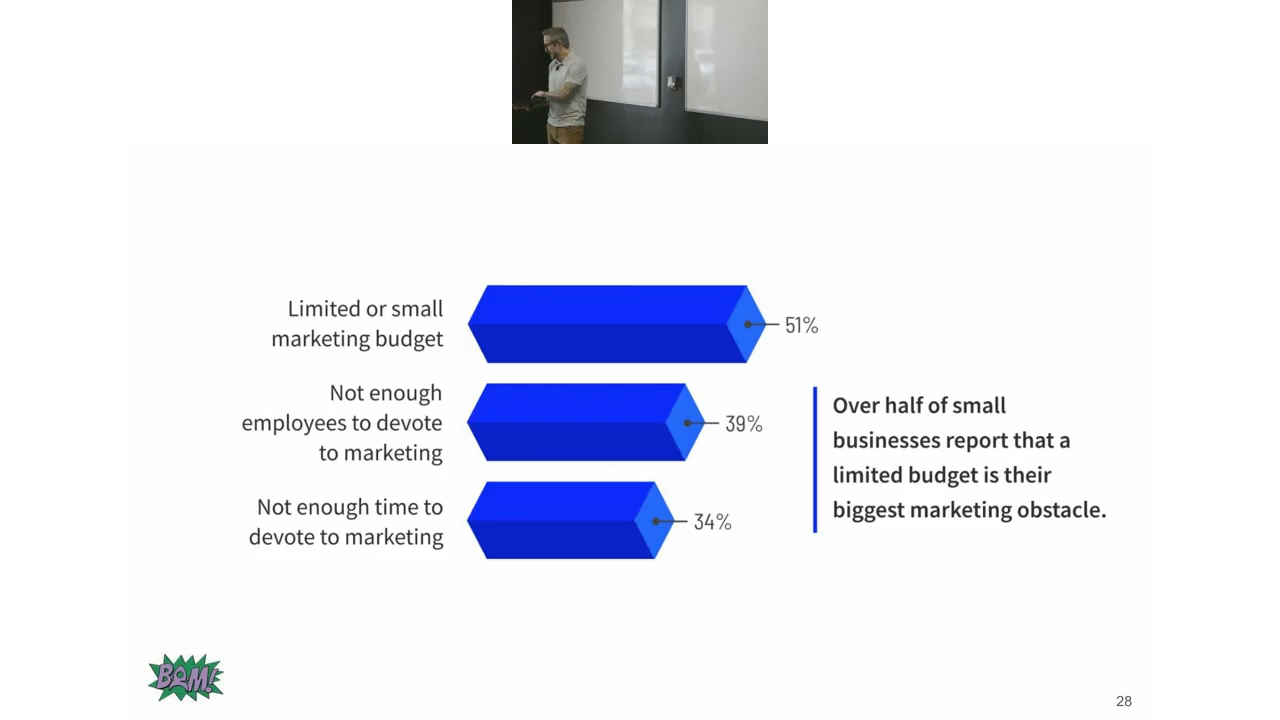 Limited or small
marketing budget
51%
Not enough
employees to devote
to marketing
39%
Not enough time to
devote to marketing
34%
Over half of small
businesses report that a
limited budget is their
biggest marketing obstacle.
BOM!
28